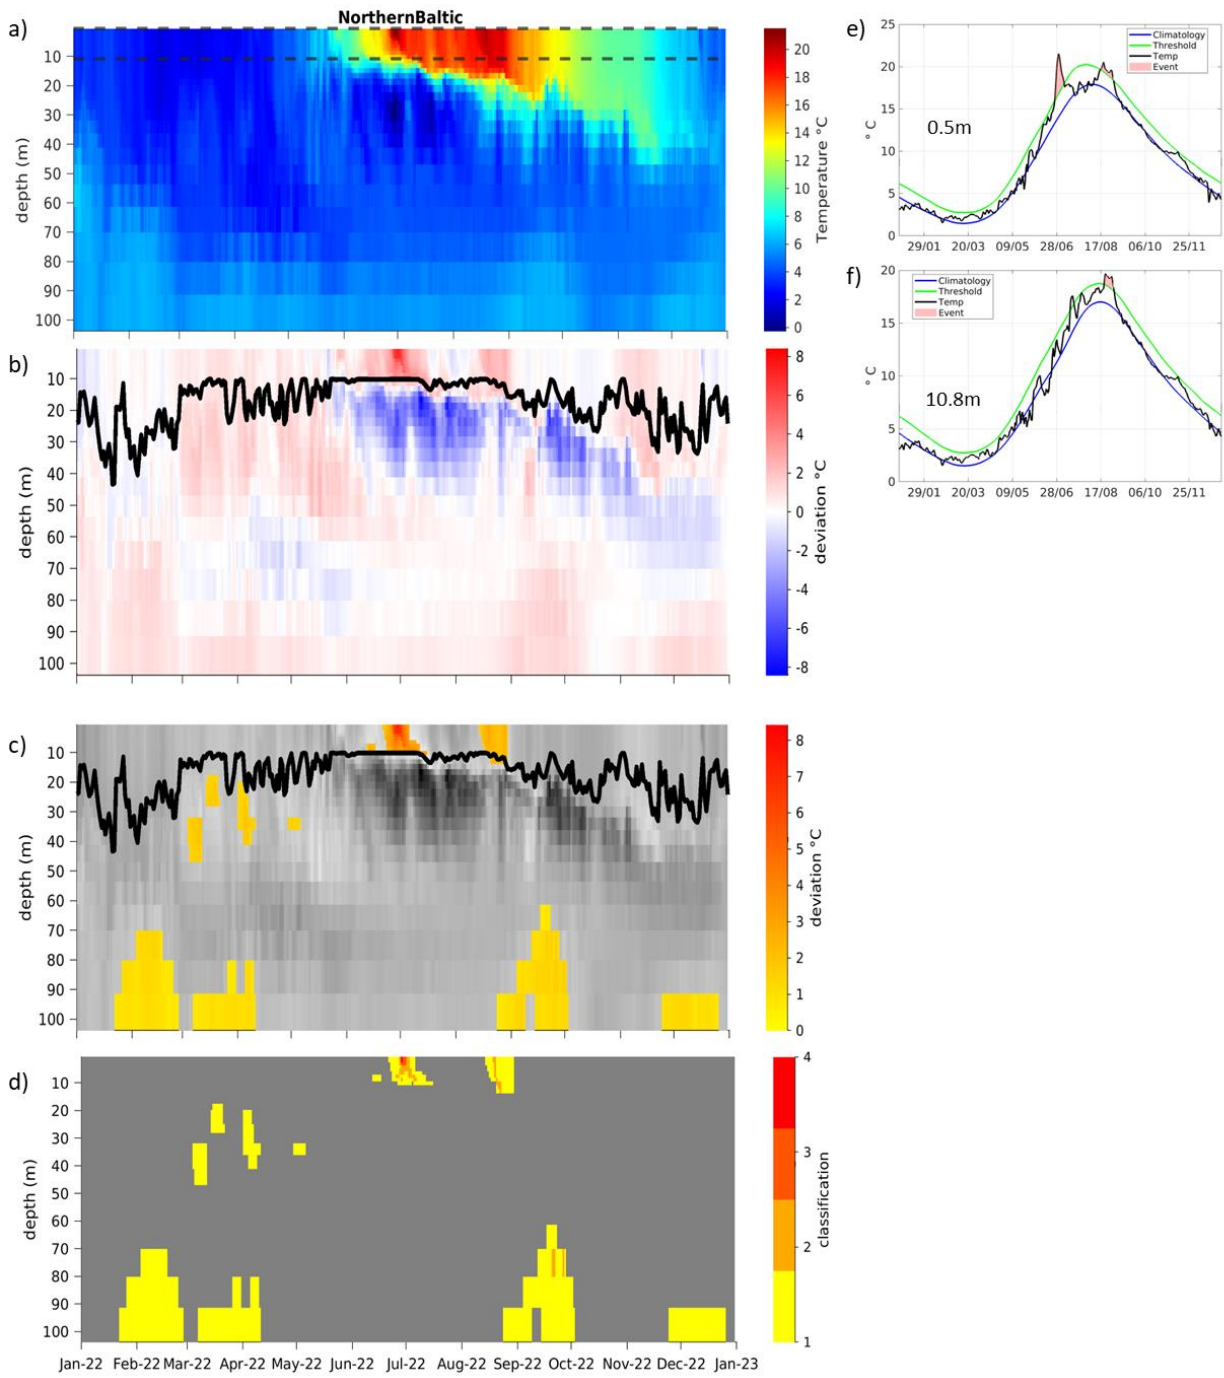 NorthernBaltic
a)
10
20
30
40
50
60
70
80
90
100
depth (m)
20
18
16
14
12
10
8
6
4
2
0
Temperature °C
e)
25
20
15
10
5
0
° C
0.5m
Climatology
Threshold
Temp
Event
29/01 20/03 09/05 28/06 17/08 06/10 25/11
f)
20
15
10
5
0
° C
10.8m
Climatology
Threshold
Temp
Event
29/01 20/03 09/05 28/06 17/08 06/10 25/11
b)
10
20
30
40
50
60
70
80
90
100
depth (m)
8
6
4
2
0
-2
-4
-6
-8
deviation °C
c)
10
20
30
40
50
60
70
80
90
100
depth (m)
8
7
6
5
4
3
2
1
0
deviation °C
d)
10
20
30
40
50
60
70
80
90
100
depth (m)
4
3
2
1
classification
Jan-22 Feb-22 Mar-22 Apr-22 May-22 Jun-22 Jul-22 Aug-22 Sep-22 Oct-22 Nov-22 Dec-22 Jan-23